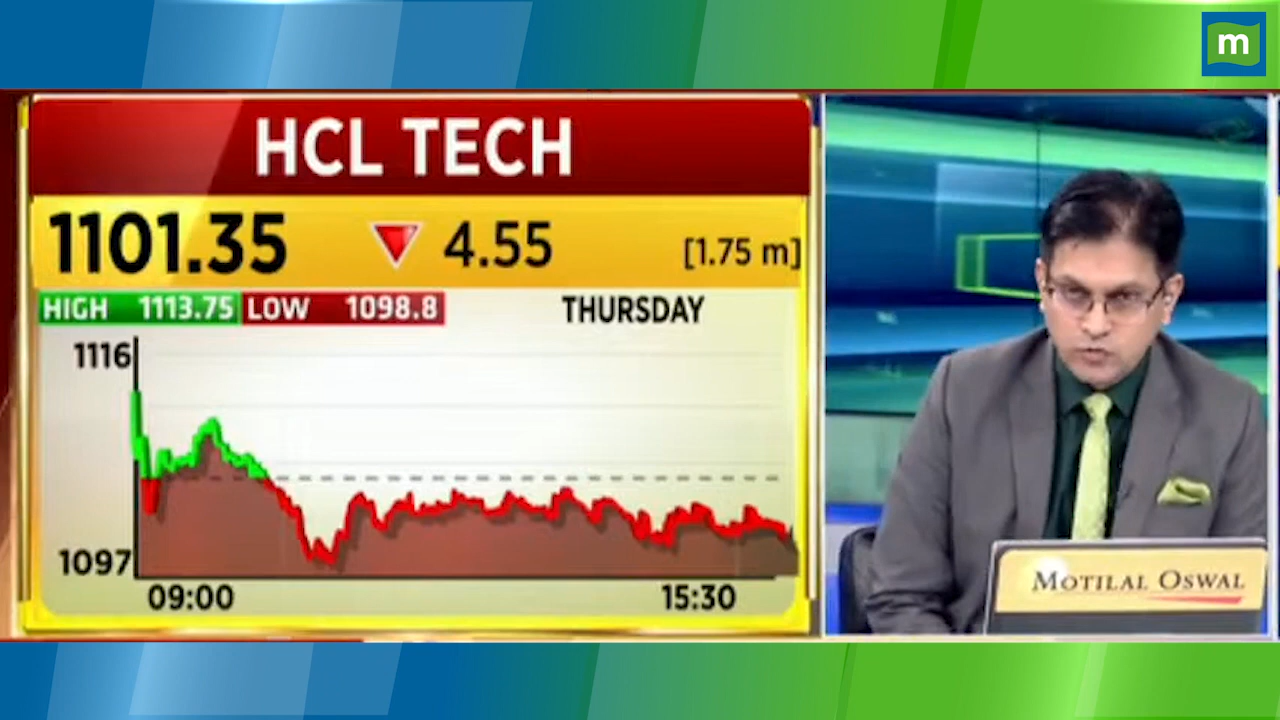 m
HCL TECH
1101.35 ▼ 4.55 [1.75 m]
HIGH 1113.75 LOW 1098.8 THURSDAY
1116
1097
09:00 15:30
MOTILAL OSWAL